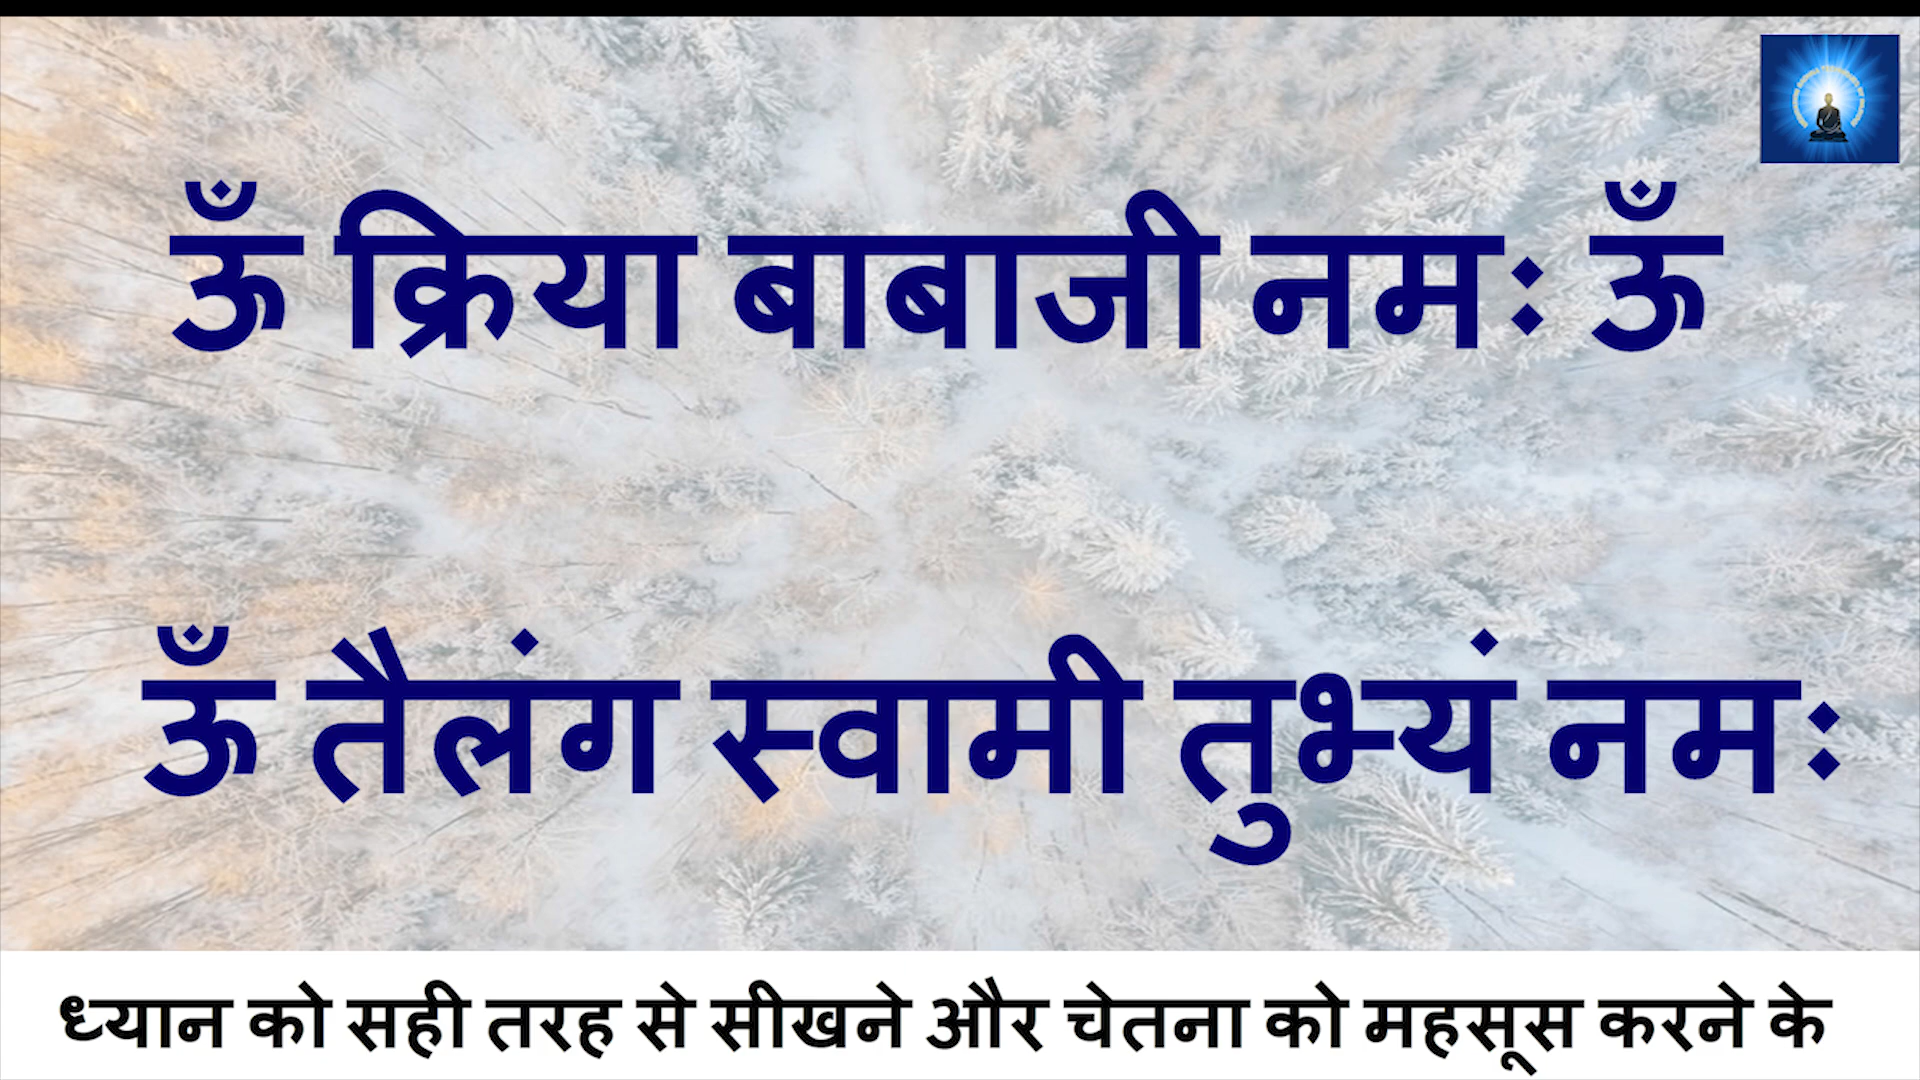 ऊँ क्रिया बाबाजी नमः ऊँ
ऊँ तैलंग स्वामी तुभ्यं नमः
ध्यान को सही तरह से सीखने और चेतना को महसूस करने के